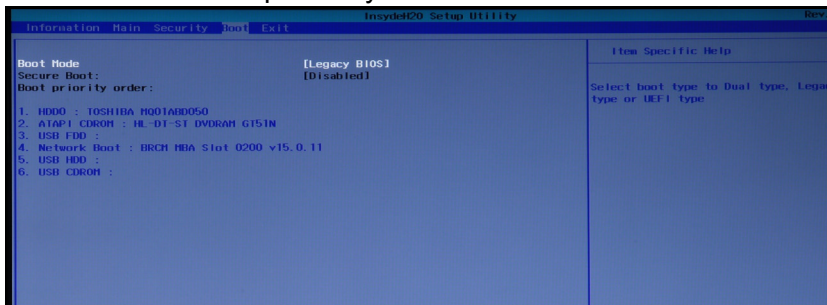 InsydeH20 Setup Utility
Rev.
Information Main Security Boot Exit
Item Specific Help
Boot Mode [Legacy BIOS]
Secure Boot: [Disabled]
Boot priority order:
Select boot type to Dual type, Legacy
type or UEFI type
1. HDD0 : TOSHIBA MQ01ABD050
2. ATAPI CDROM : HL-DT-ST DVDRAM GT51N
3. USB FDD :
4. Network Boot : BRCM MBA Slot 0200 v15.0.11
5. USB HDD :
6. USB CDROM :